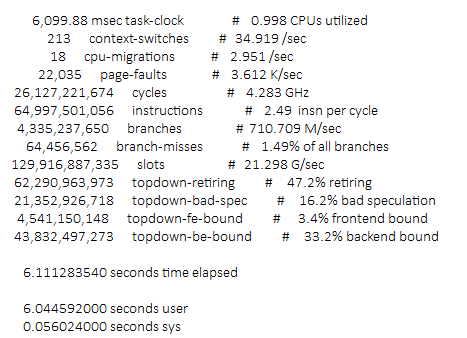 6,099.88 msec task-clock # 0.998 CPUs utilized
213 context-switches # 34.919 /sec
18 cpu-migrations # 2.951 /sec
22,035 page-faults # 3.612 K/sec
26,127,221,674 cycles # 4.283 GHz
64,997,501,056 instructions # 2.49 insn per cycle
4,335,237,650 branches # 710.709 M/sec
64,456,562 branch-misses # 1.49% of all branches
129,916,887,335 slots # 21.298 G/sec
62,290,963,973 topdown-retiring # 47.2% retiring
21,352,926,718 topdown-bad-spec # 16.2% bad speculation
4,541,150,148 topdown-fe-bound # 3.4% frontend bound
43,832,497,273 topdown-be-bound # 33.2% backend bound
6.111283540 seconds time elapsed
6.044592000 seconds user
0.056024000 seconds sys